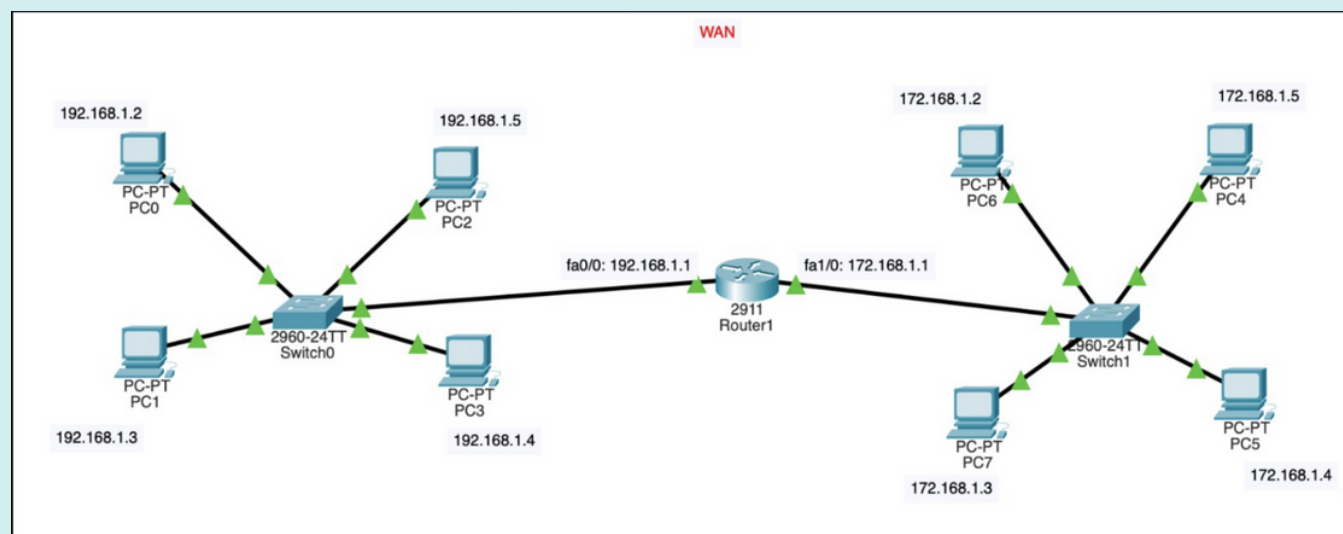 WAN
192.168.1.2
PC-PT
PC0
192.168.1.5
PC-PT
PC2
172.168.1.2
PC-PT
PC6
172.168.1.5
PC-PT
PC4
fa0/0: 192.168.1.1
fa1/0: 172.168.1.1
2911
Router1
2960-24TT
Switch0
2960-24TT
Switch1
PC-PT
PC1
192.168.1.3
PC-PT
PC3
192.168.1.4
PC-PT
PC7
172.168.1.3
PC-PT
PC5
172.168.1.4